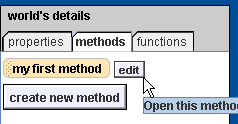 world's details
properties methods functions
my first method edit
create new method
Open this metho